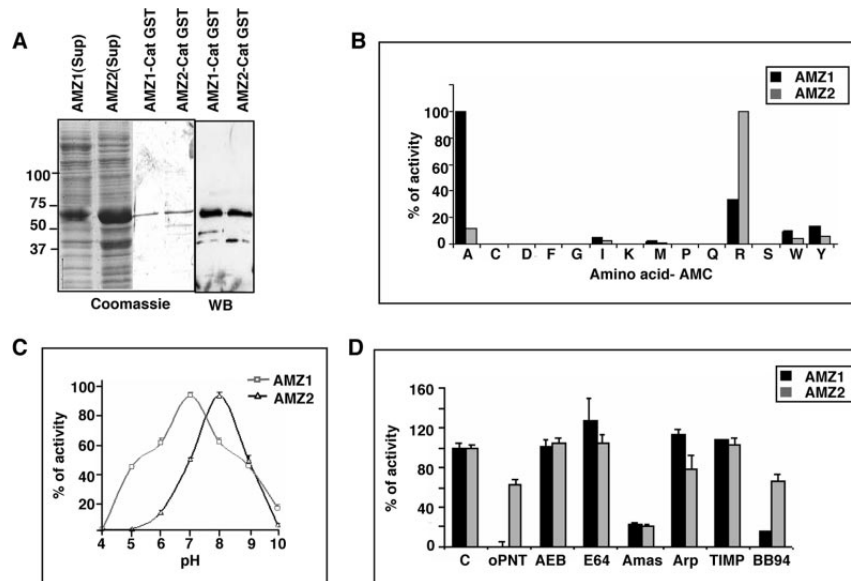 A
AMZ1(Sup)
AMZ2(Sup)
AMZ1-Cat GST
AMZ2-Cat GST
AMZ1-Cat GST
AMZ2-Cat GST
100
75
50
37
Coomassie
WB
B
AMZ1
AMZ2
% of activity
100
80
60
40
20
0
A C D F G I K M P Q R S W Y
Amino acid- AMC
C
AMZ1
AMZ2
% of activity
100
80
60
40
20
4 5 6 7 8 9 10
pH
D
AMZ1
AMZ2
% of activity
160
120
80
40
0
C oPNT AEB E64 Amas Arp TIMP BB94